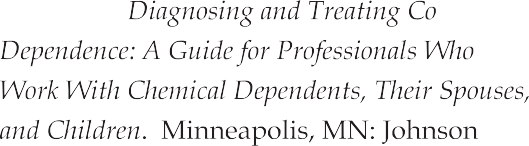 Diagnosing and Treating Co
Dependence: A Guide for Professionals Who
Work With Chemical Dependents, Their Spouses,
and Children. Minneapolis, MN: Johnson